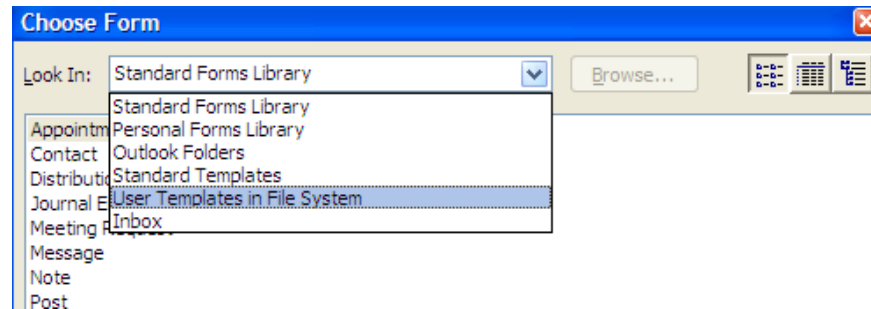 Choose Form
Look In: Standard Forms Library Browse...
Standard Forms Library
Personal Forms Library
Outlook Folders
Standard Templates
User Templates in File System
Inbox
Contact
Message
Note
Post